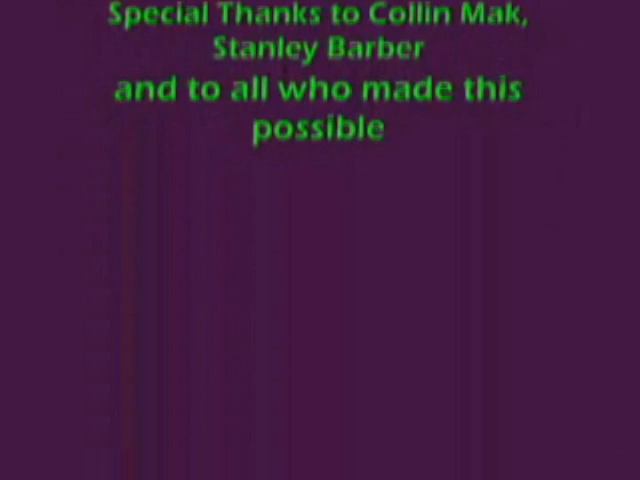 Special Thanks to Collin Mak,
Stanley Barber
and to all who made this
possible